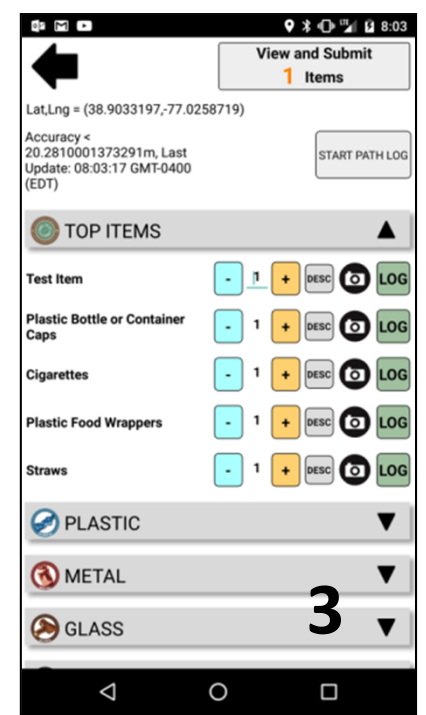 LTE 8:03
View and Submit
1 Items
Lat,Lng = (38.9033197,-77.0258719)
Accuracy <
20.2810001373291m, Last
Update: 08:03:17 GMT-0400
(EDT)
START PATH LOG
TOP ITEMS
Test Item - 1 + DESC LOG
Plastic Bottle or Container
Caps - 1 + DESC LOG
Cigarettes - 1 + DESC LOG
Plastic Food Wrappers - 1 + DESC LOG
Straws - 1 + DESC LOG
PLASTIC
METAL
3
GLASS